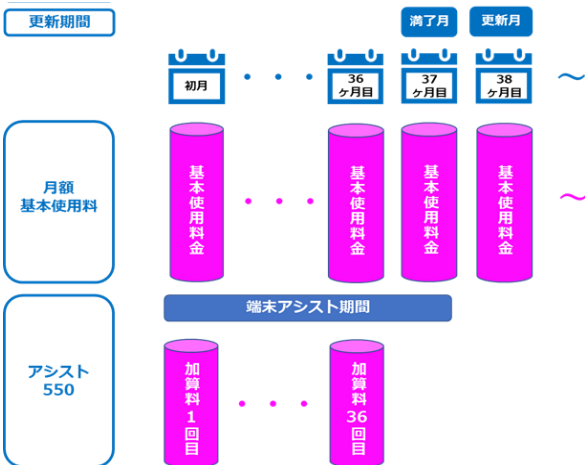 更新期間
満了月
更新月
初月
・・・
36
ヶ月目
37
ヶ月目
38
ヶ月目
～
月額
基本使用料
基本使用料金
・・・
基本使用料金
基本使用料金
基本使用料金
～
端末アシスト期間
アシスト
550
加算料1回目
・・・
加算料36回目